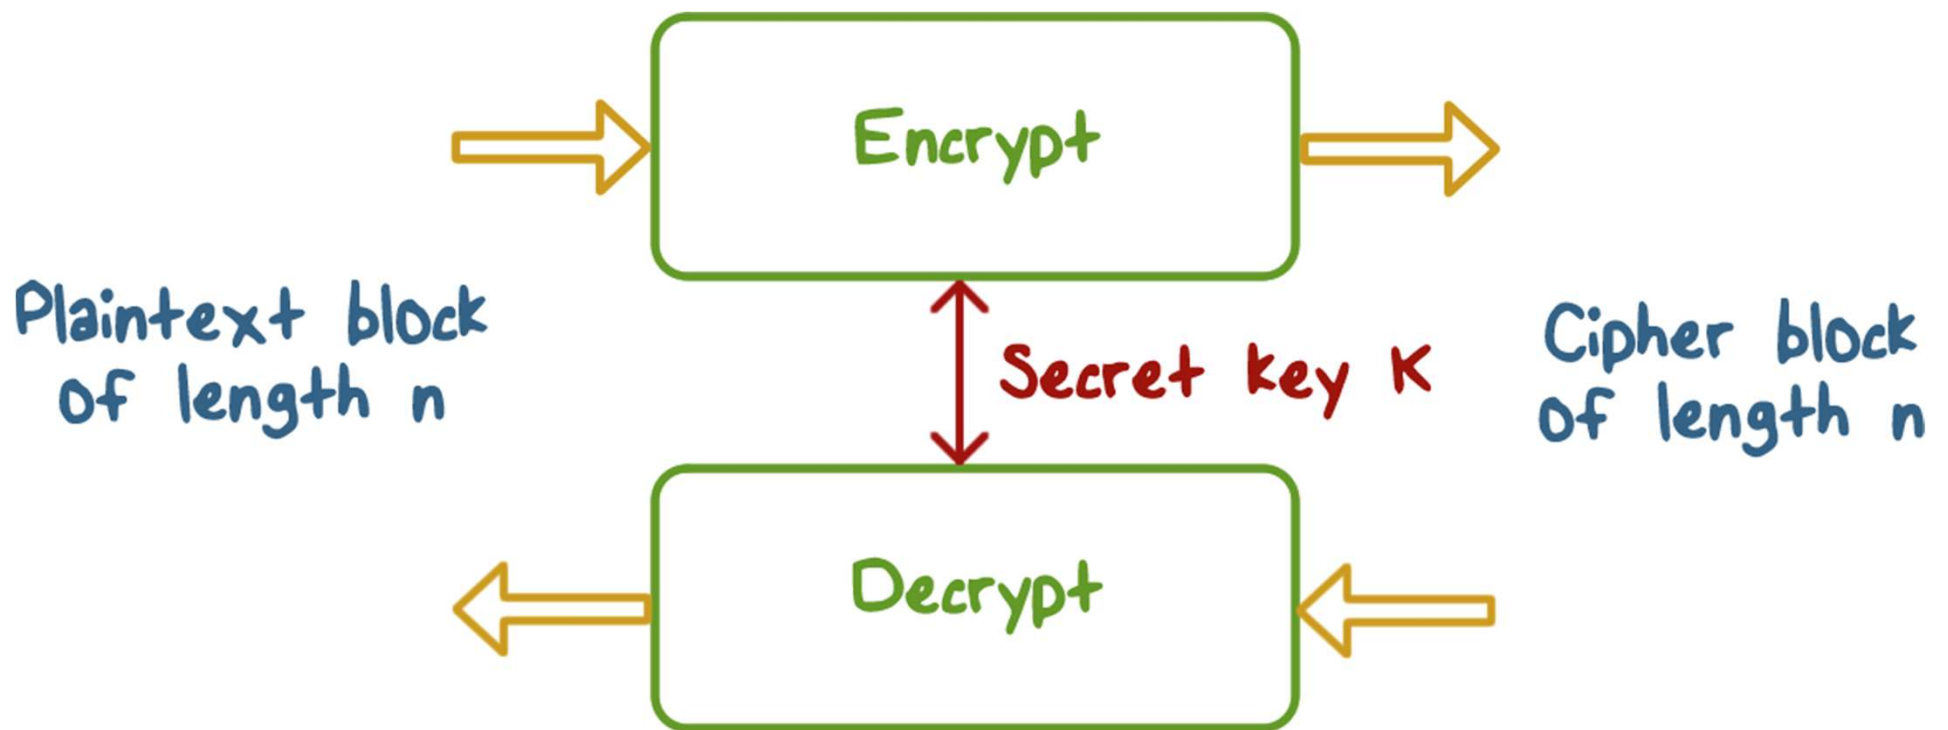 Encrypt
Plaintext block
of length n
Secret key K
Cipher block
of length n
Decrypt